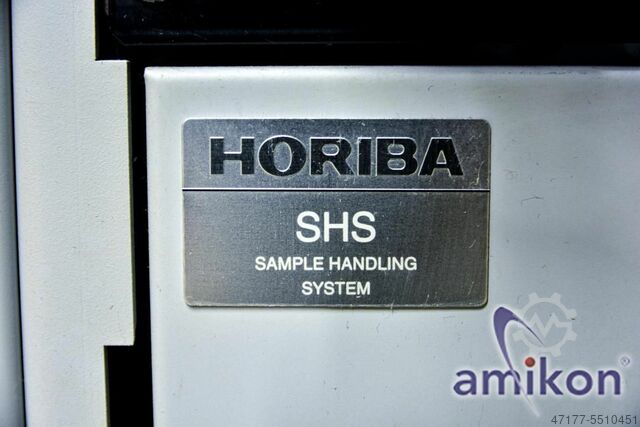 HORIBA
SHS
SAMPLE HANDLING
SYSTEM
amikon
47177-5510451